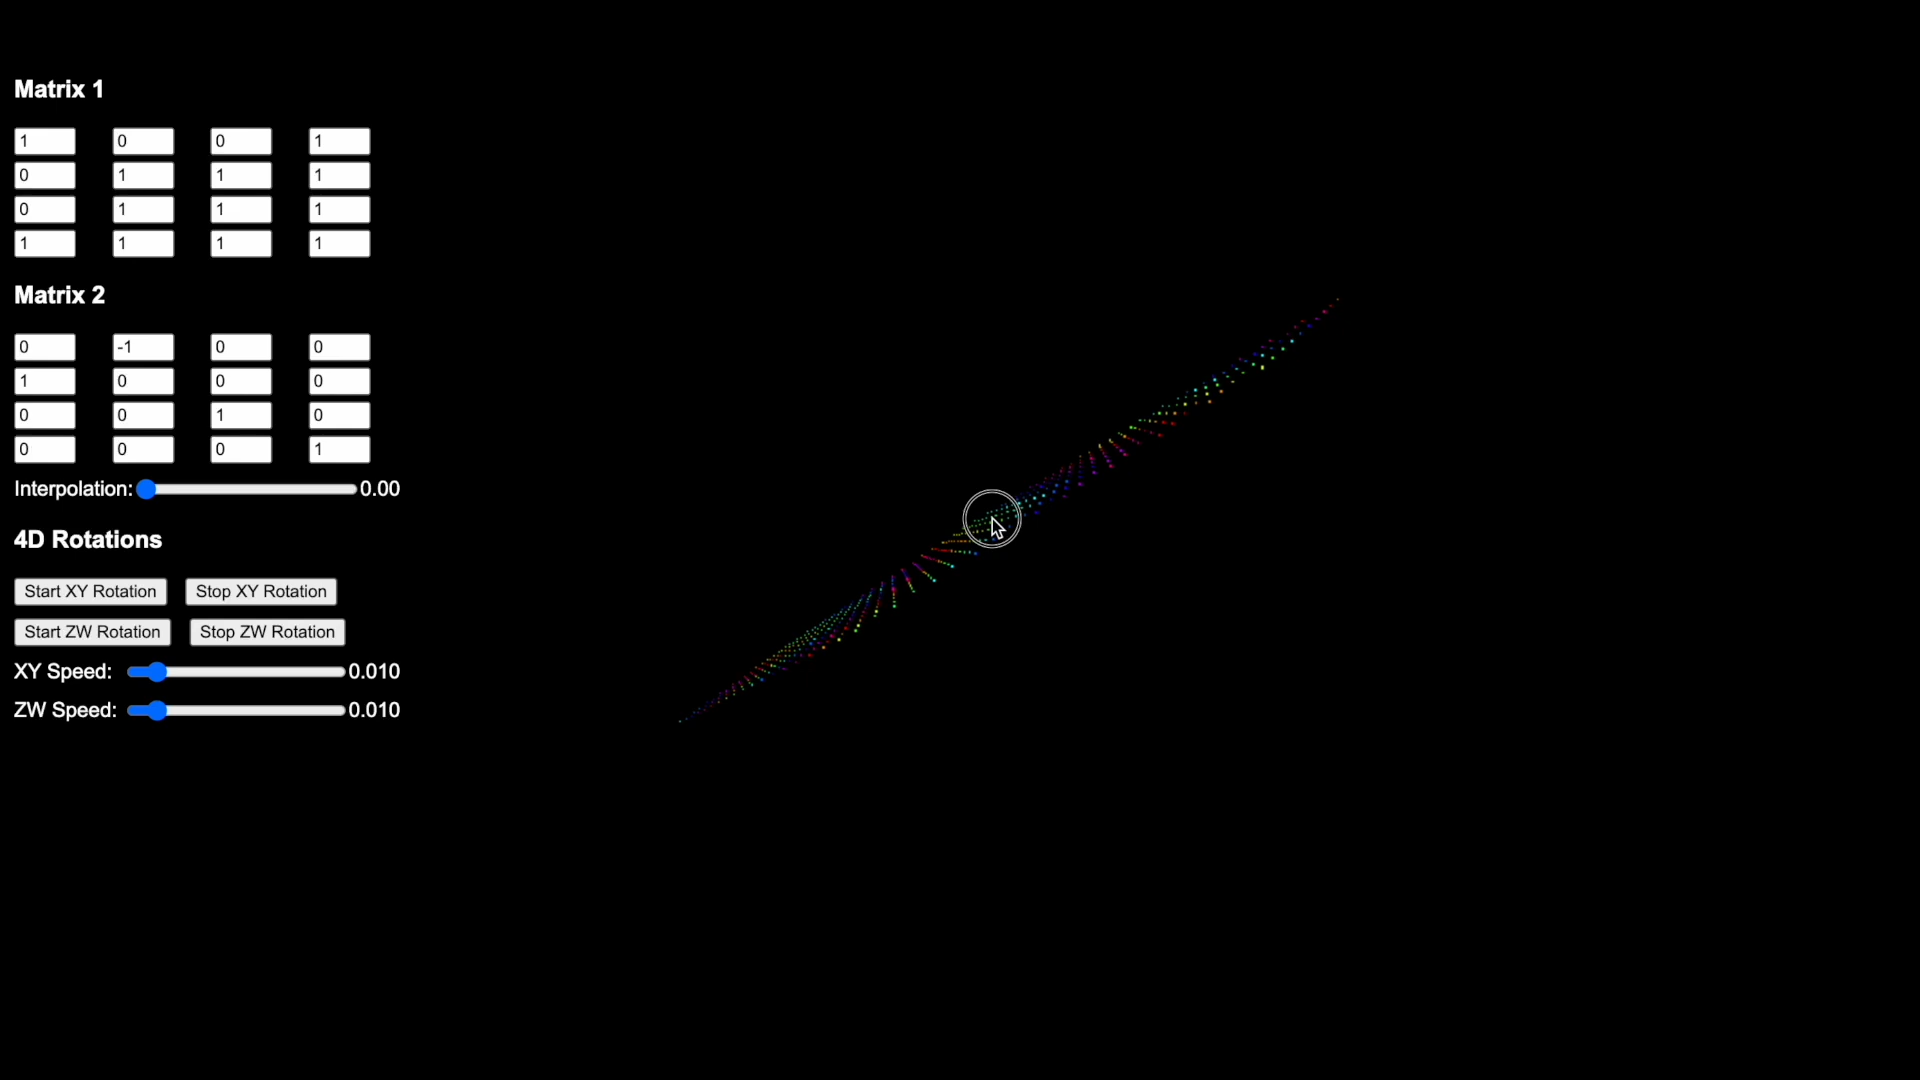 Matrix 1
1 0 0 1
0 1 1 1
0 1 1 1
1 1 1 1
Matrix 2
0 -1 0 0
1 0 0 0
0 0 1 0
0 0 0 1
Interpolation: 0.00
4D Rotations
Start XY Rotation Stop XY Rotation
Start ZW Rotation Stop ZW Rotation
XY Speed: 0.010
ZW Speed: 0.010